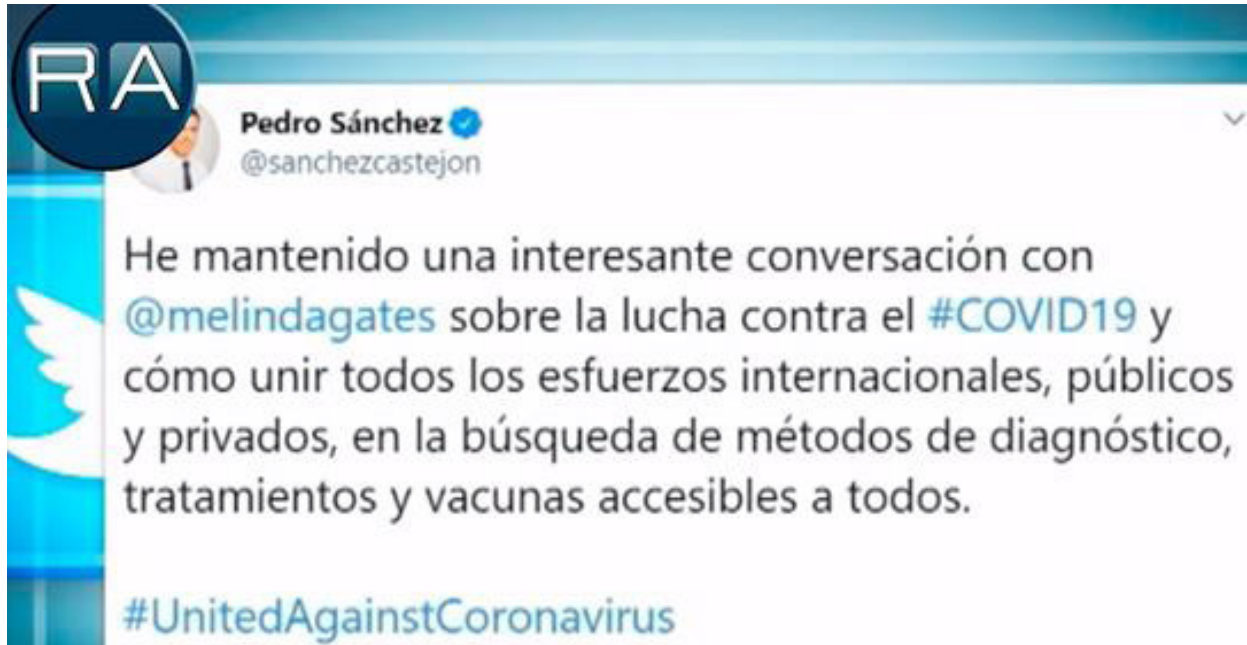 RA
Pedro Sánchez
@sanchezcastejon
He mantenido una interesante conversación con
@melindagates sobre la lucha contra el #COVID19 y
cómo unir todos los esfuerzos internacionales, públicos
y privados, en la búsqueda de métodos de diagnóstico,
tratamientos y vacunas accesibles a todos.
#UnitedAgainstCoronavirus